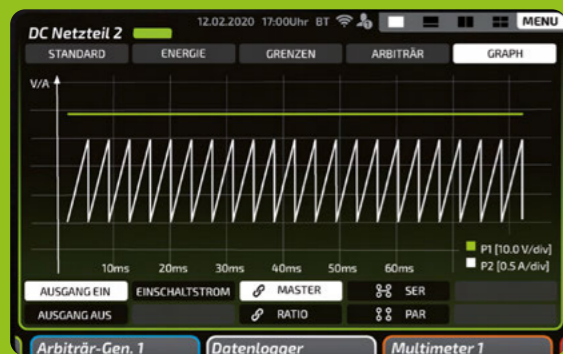 12.02.2020 17:00Uhr BT MENU
DC Netzteil 2
STANDARD ENERGIE GRENZEN ARBITRÄR GRAPH
V/A
P1 [10.0 V/div]
P2 [0.5 A/div]
10ms 20ms 30ms 40ms 50ms 60ms
AUSGANG EIN EINSCHALTSTROM MASTER SER
AUSGANG AUS RATIO PAR
Arbiträr-Gen. 1 Datenlogger Multimeter 1